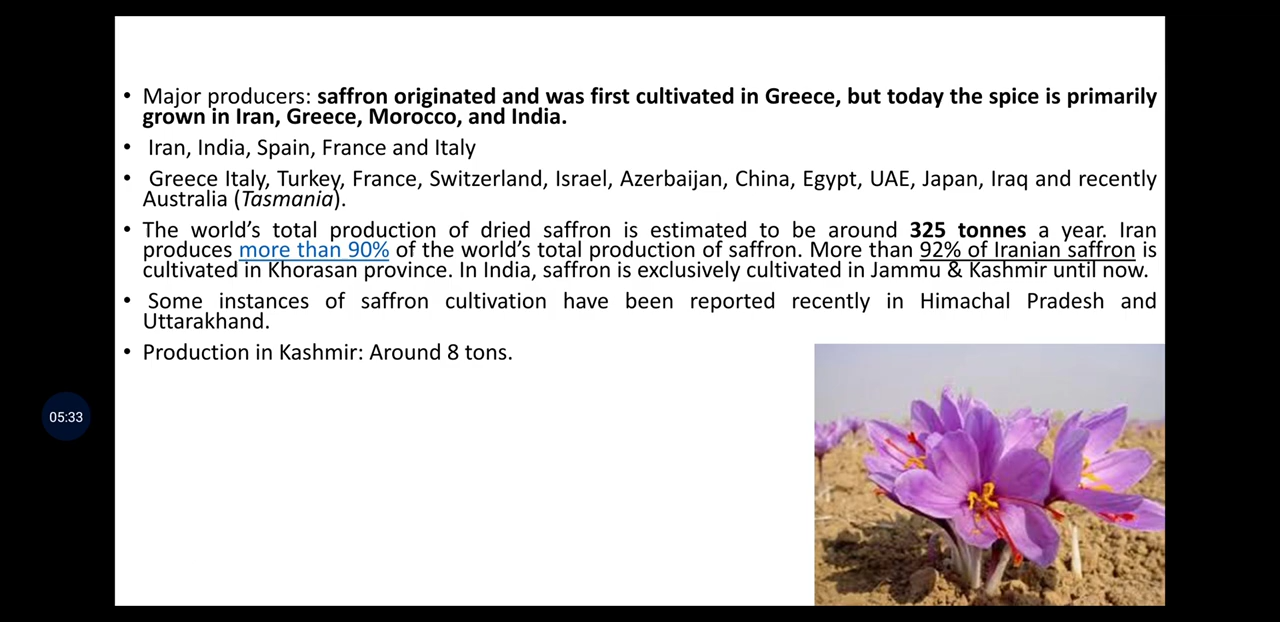 • Major producers: saffron originated and was first cultivated in Greece, but today the spice is primarily
grown in Iran, Greece, Morocco, and India.
• Iran, India, Spain, France and Italy
• Greece Italy, Turkey, France, Switzerland, Israel, Azerbaijan, China, Egypt, UAE, Japan, Iraq and recently
Australia (Tasmania).
• The world’s total production of dried saffron is estimated to be around 325 tonnes a year. Iran
produces more than 90% of the world’s total production of saffron. More than 92% of Iranian saffron is
cultivated in Khorasan province. In India, saffron is exclusively cultivated in Jammu & Kashmir until now.
• Some instances of saffron cultivation have been reported recently in Himachal Pradesh and
Uttarakhand.
• Production in Kashmir: Around 8 tons.
05:33